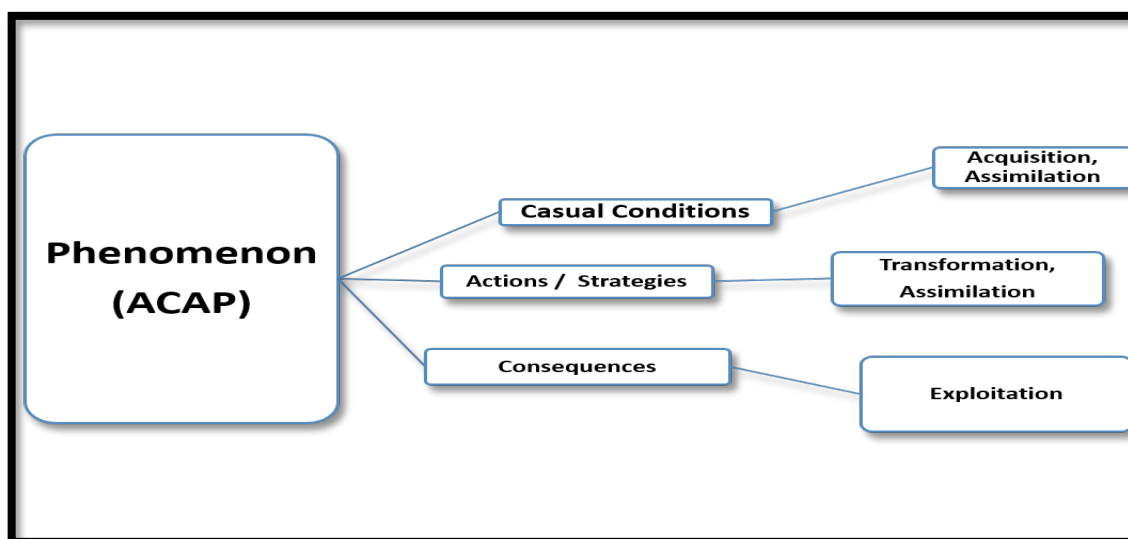 Phenomenon
(ACAP)
Casual Conditions
Acquisition,
Assimilation
Actions /  Strategies
Transformation,
Assimilation
Consequences
Exploitation